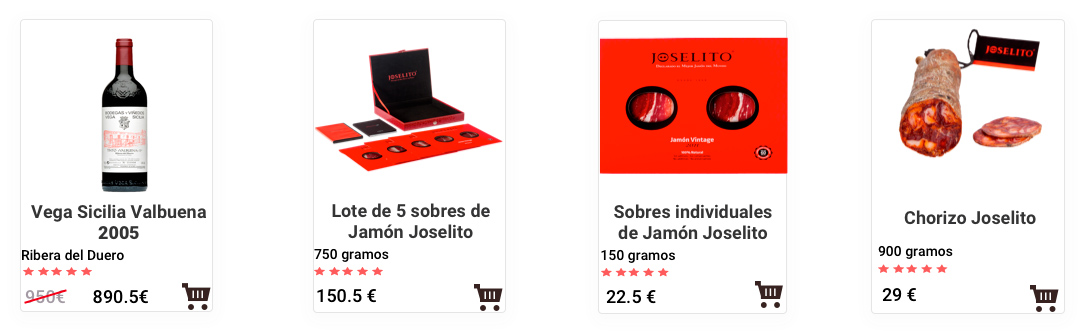 BODEGAS Y VIÑEDOS
VEGA SICILIA
Vega Sicilia Valbuena
2005
Ribera del Duero
950€ 890.5€
JOSELITO
Lote de 5 sobres de
Jamón Joselito
750 gramos
150.5 €
JOSELITO
Jamón Vintage
Sobres individuales
de Jamón Joselito
150 gramos
22.5 €
JOSELITO
Chorizo Joselito
900 gramos
29 €